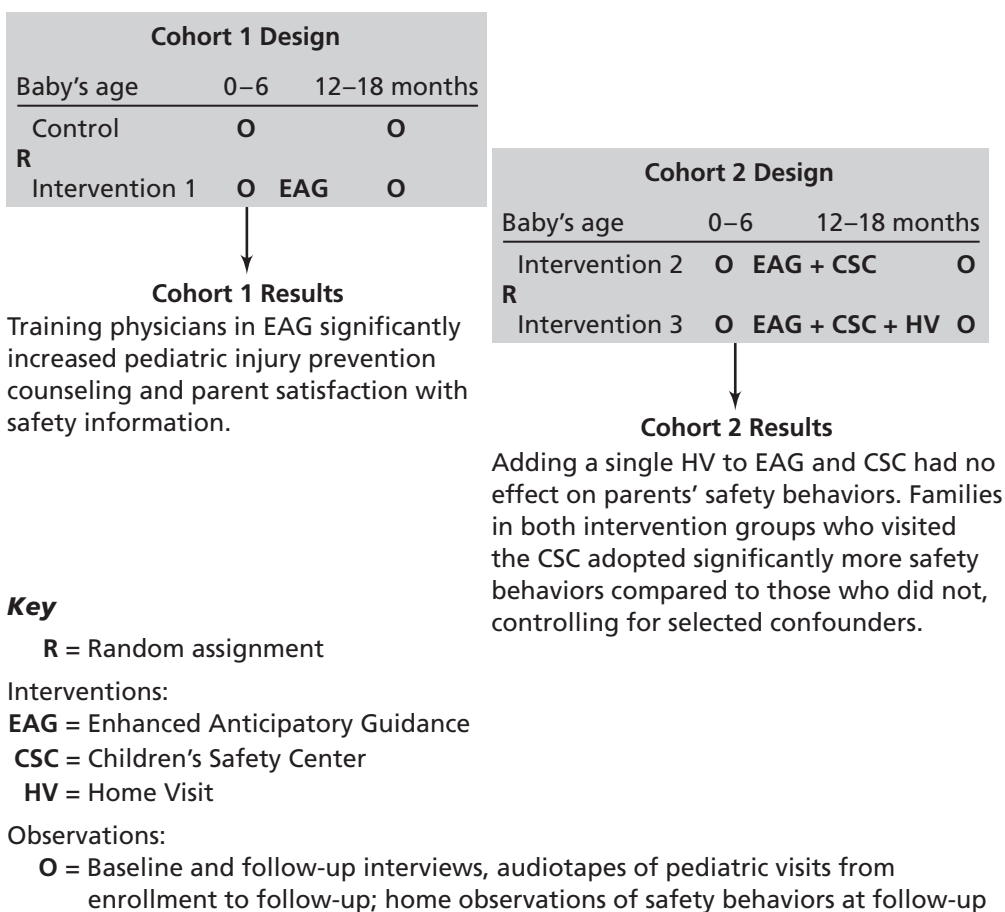 Cohort 1 Design
Baby’s age 0–6 12–18 months
Control O O
R
Intervention 1 O EAG O
Cohort 1 Results
Training physicians in EAG significantly
increased pediatric injury prevention
counseling and parent satisfaction with
safety information.
Cohort 2 Design
Baby’s age 0–6 12–18 months
Intervention 2 O EAG + CSC O
R
Intervention 3 O EAG + CSC + HV O
Cohort 2 Results
Adding a single HV to EAG and CSC had no
effect on parents’ safety behaviors. Families
in both intervention groups who visited
the CSC adopted significantly more safety
behaviors compared to those who did not,
controlling for selected confounders.
Key
R = Random assignment
Interventions:
EAG = Enhanced Anticipatory Guidance
CSC = Children’s Safety Center
HV = Home Visit
Observations:
O = Baseline and follow-up interviews, audiotapes of pediatric visits from
enrollment to follow-up; home observations of safety behaviors at follow-up